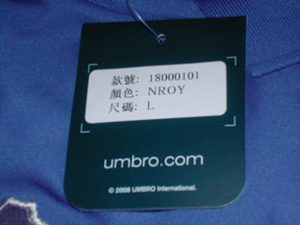 款號: 18000101
顏色: NROY
尺碼: L
umbro.com
© 2008 UMBRO International.